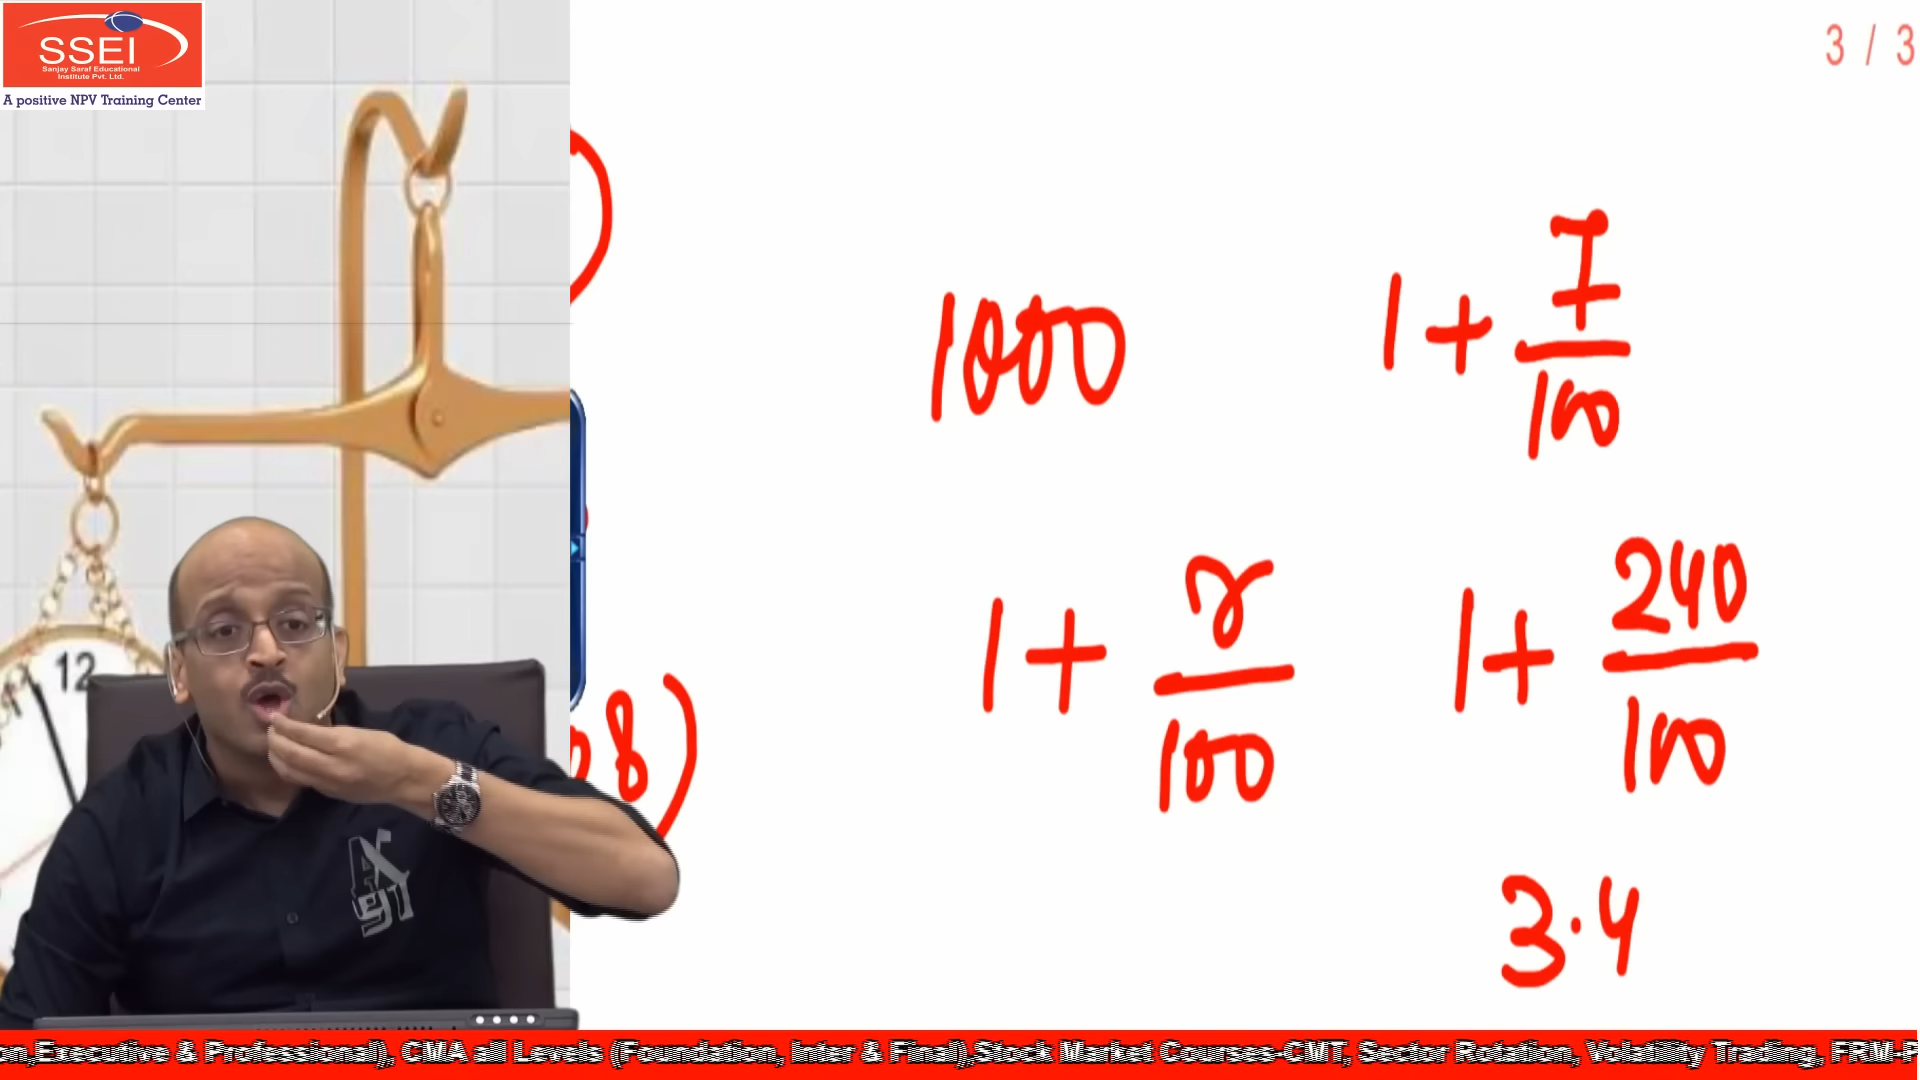 SSEI
Sanjay Saraf Educational
Institute Pvt. Ltd.
A positive NPV Training Center
3 / 3
1000
1 + 7/100
1 + r/100
1 + 240/100
3.4
8)
12
on,Executive & Professional), CMA all Levels (Foundation, Inter & Final),Stock Market Courses-CMT, Sector Rotation, Volatility Trading, FRM-P